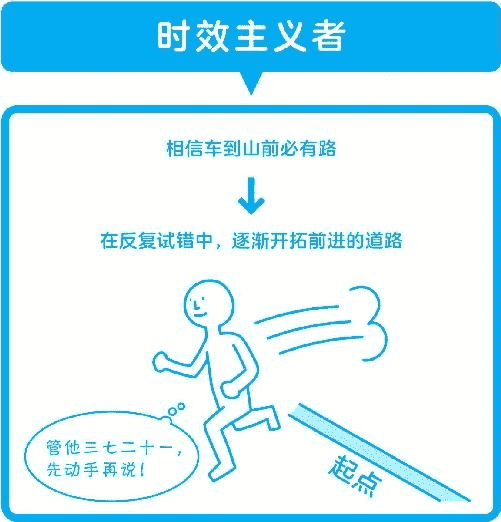 时效主义者
相信车到山前必有路
在反复试错中，逐渐开拓前进的道路
管他三七二十一，
先动手再说！
起点